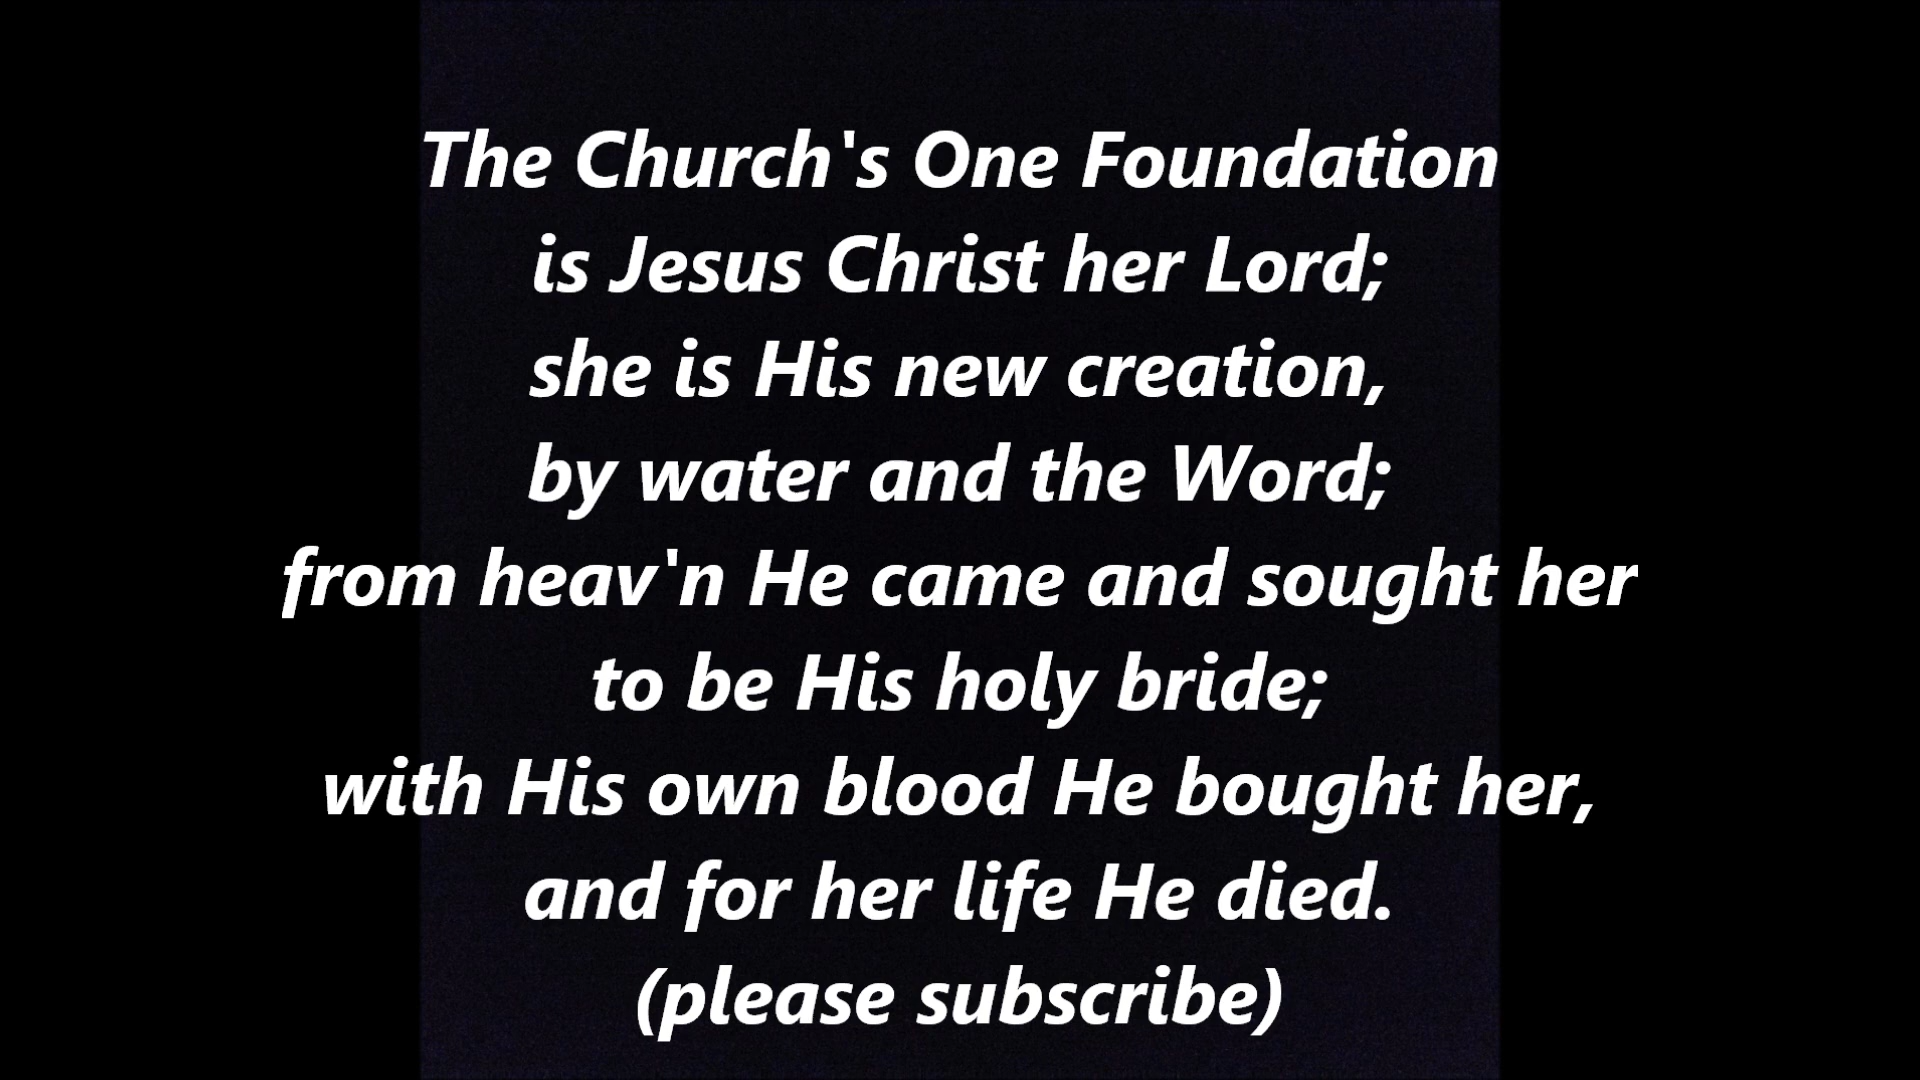 The Church's One Foundation
is Jesus Christ her Lord;
she is His new creation,
by water and the Word;
from heav'n He came and sought her
to be His holy bride;
with His own blood He bought her,
and for her life He died.
(please subscribe)